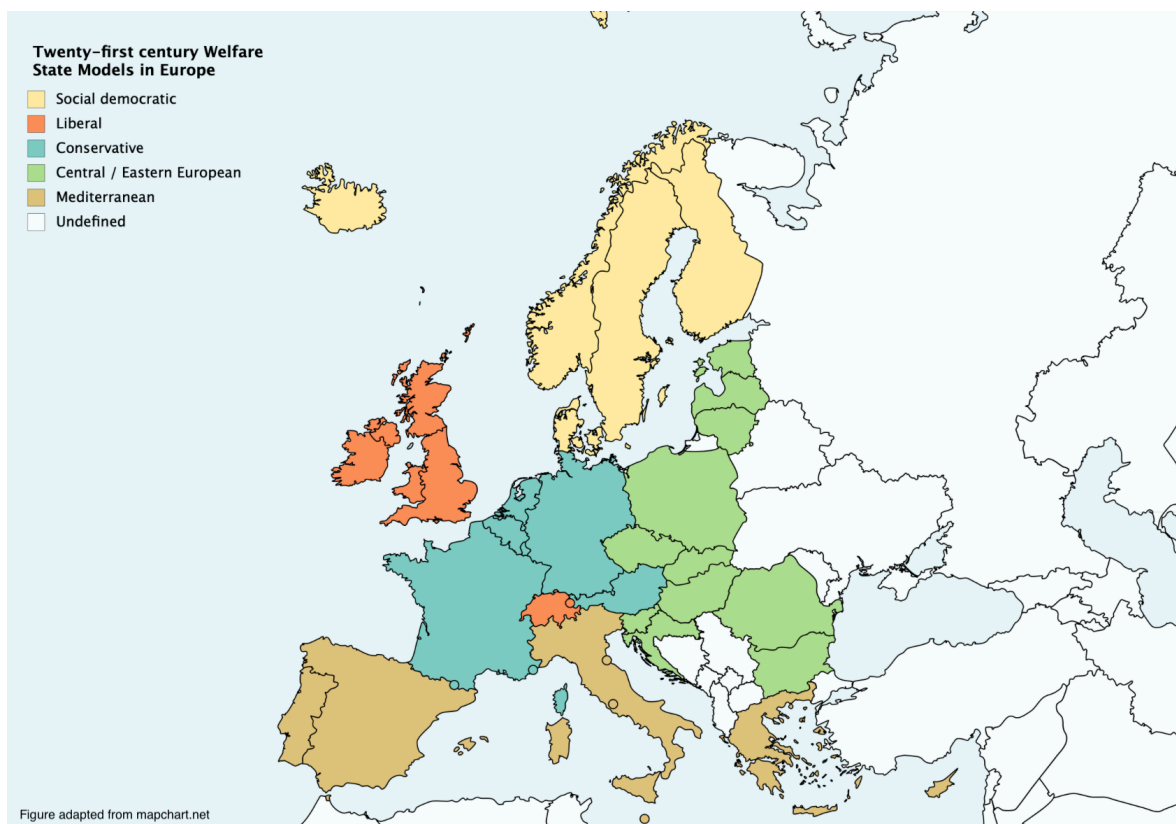 Twenty-first century Welfare
State Models in Europe
Social democratic
Liberal
Conservative
Central / Eastern European
Mediterranean
Undefined
Figure adapted from mapchart.net